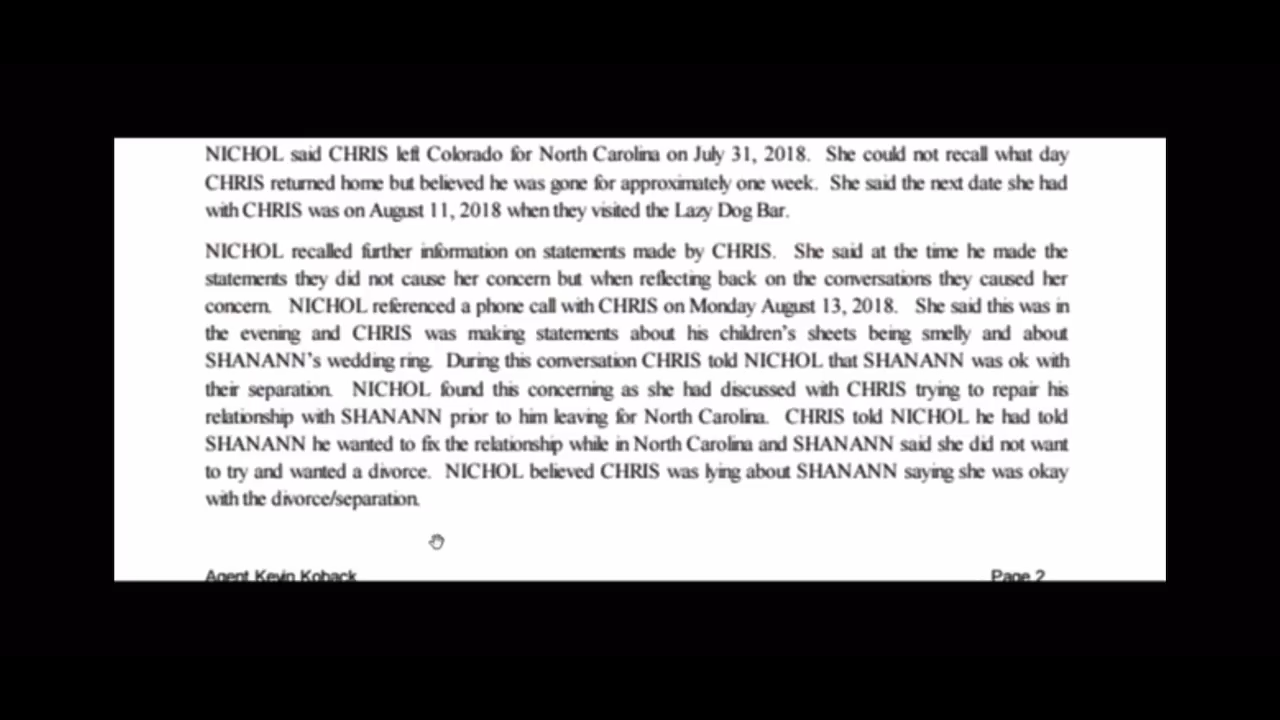 NICHOL said CHRIS left Colorado for North Carolina on July 31, 2018. She could not recall what day
CHRIS returned home but believed he was gone for approximately one week. She said the next date she had
with CHRIS was on August 11, 2018 when they visited the Lazy Dog Bar.
NICHOL recalled further information on statements made by CHRIS. She said at the time he made the
statements they did not cause her concern but when reflecting back on the conversations they caused her
concern. NICHOL referenced a phone call with CHRIS on Monday August 13, 2018. She said this was in
the evening and CHRIS was making statements about his children's sheets being smelly and about
SHANANN's wedding ring. During this conversation CHRIS told NICHOL that SHANANN was ok with
their separation. NICHOL found this concerning as she had discussed with CHRIS trying to repair his
relationship with SHANANN prior to him leaving for North Carolina. CHRIS told NICHOL he had told
SHANANN he wanted to fix the relationship while in North Carolina and SHANANN said she did not want
to try and wanted a divorce. NICHOL believed CHRIS was lying about SHANANN saying she was okay
with the divorce/separation.
Agent Kevin Koback
Page 2